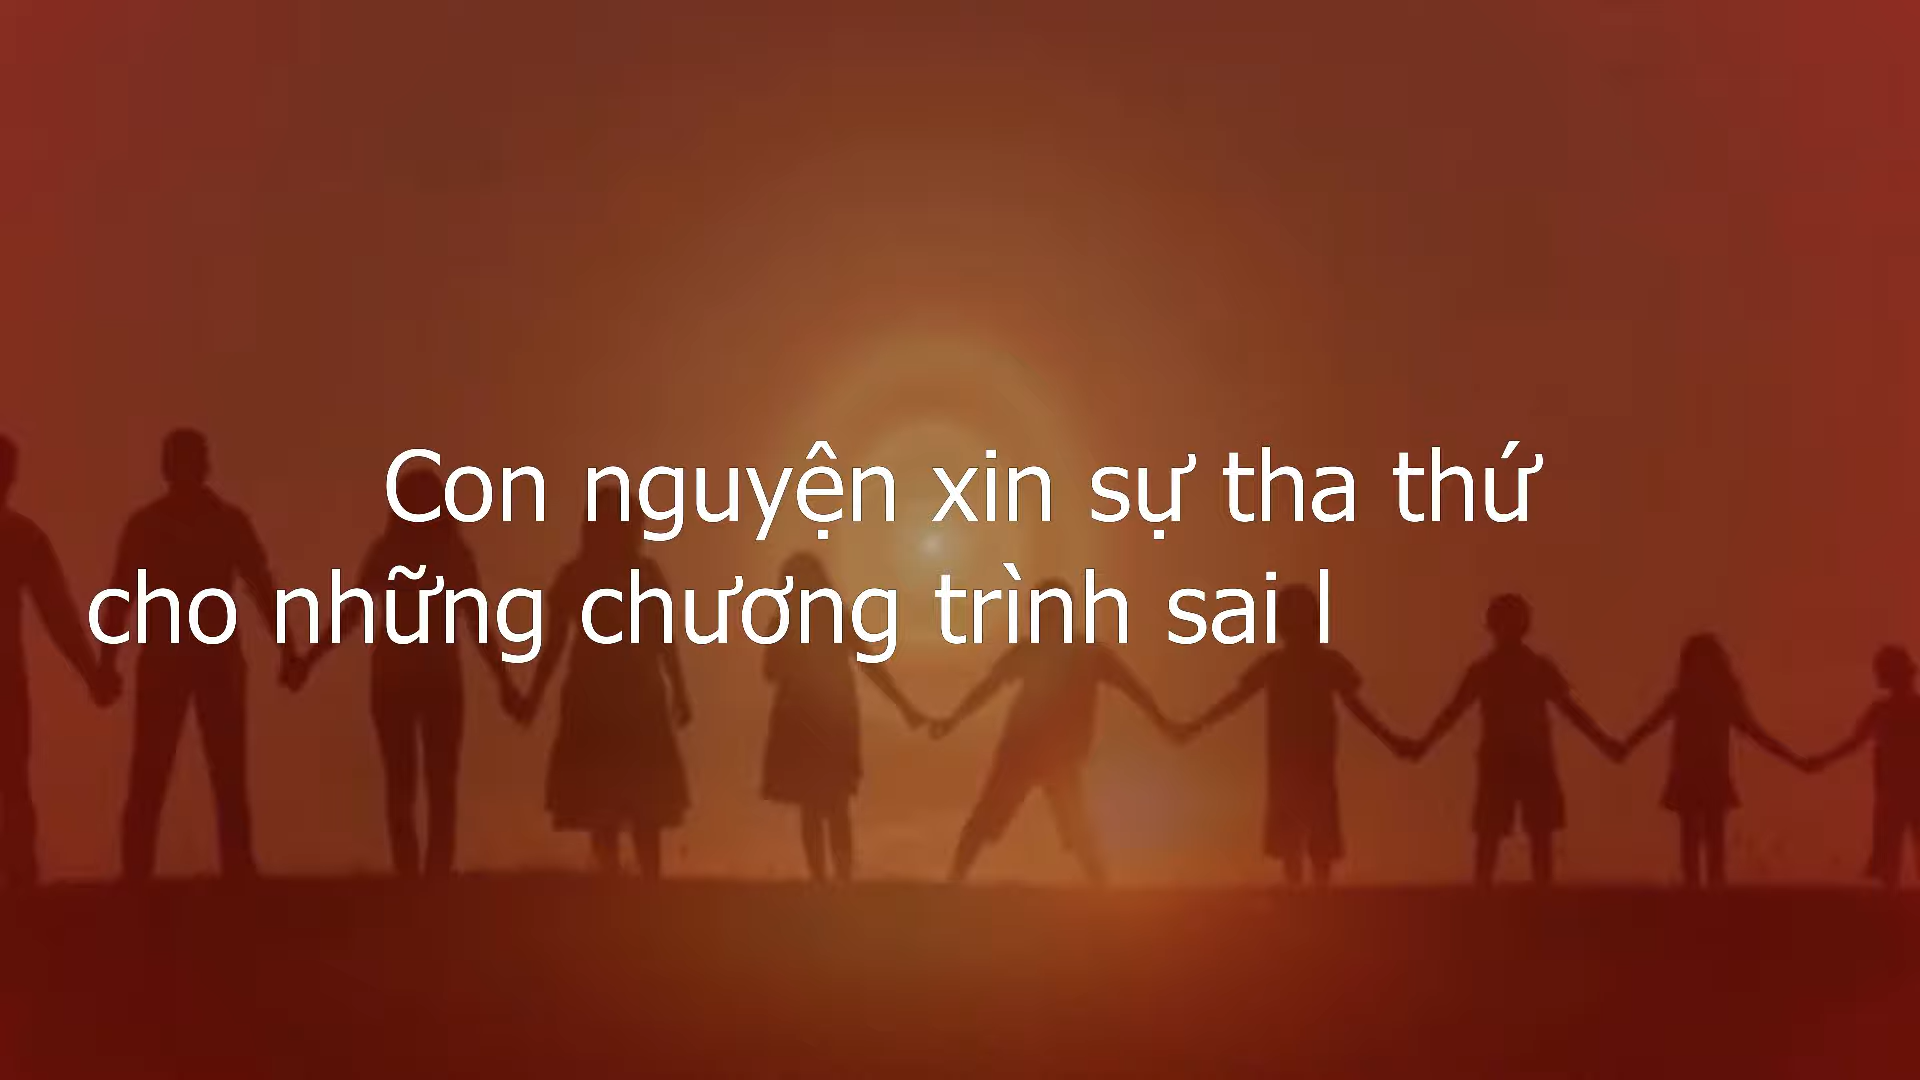 Con nguyện xin sự tha thứ
cho những chương trình sai l